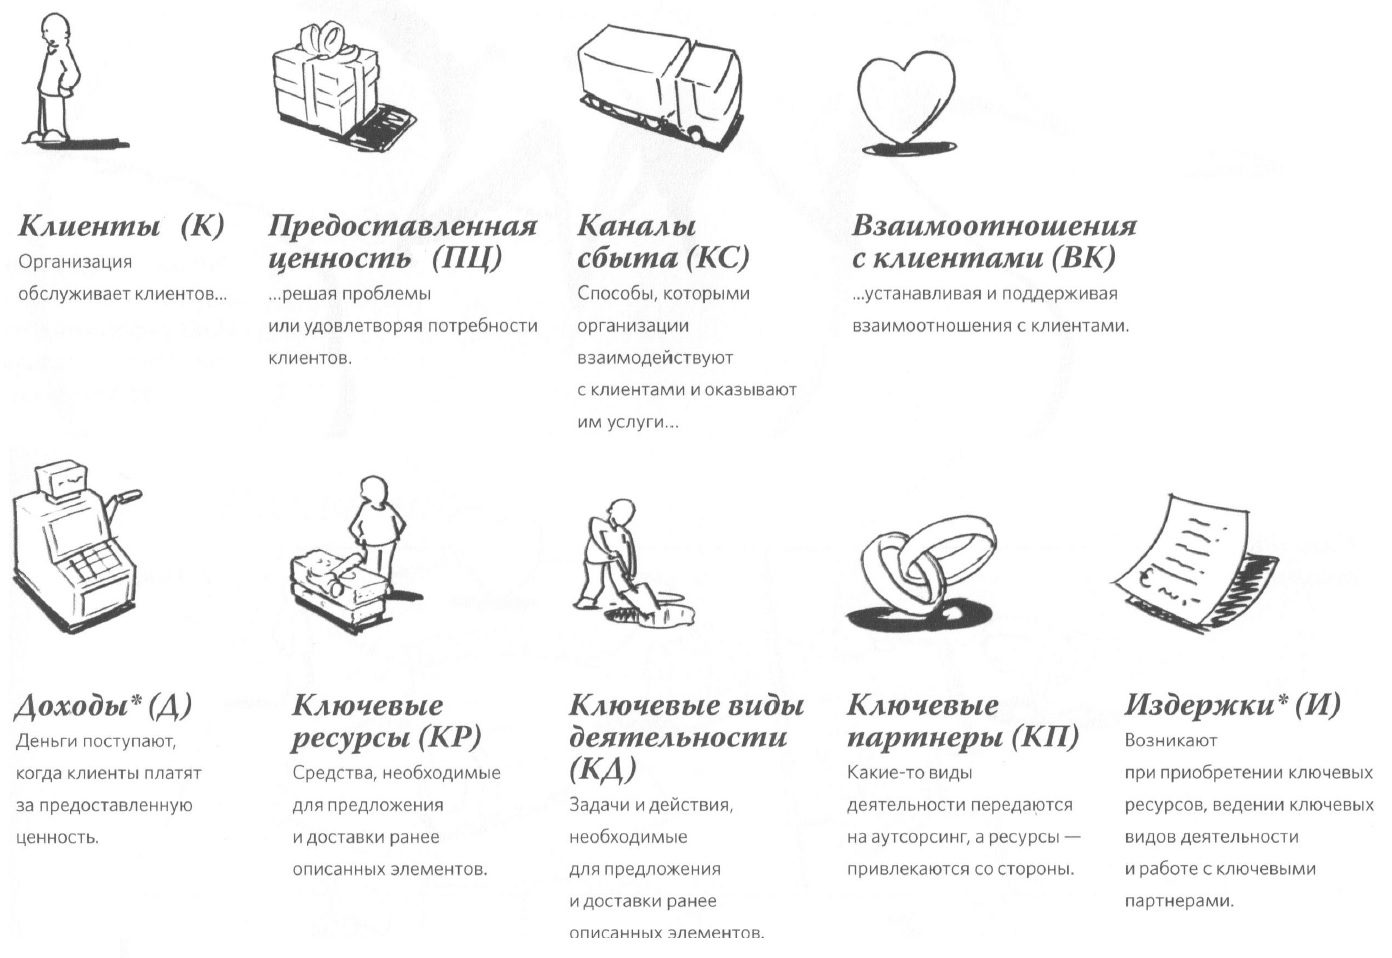 Клиенты (К)
Организация
обслуживает клиентов...
Предоставленная
ценность (ПЦ)
...решая проблемы
или удовлетворяя потребности
клиентов.
Каналы
сбыта (КС)
Способы, которыми
организации
взаимодействуют
с клиентами и оказывают
им услуги...
Взаимоотношения
с клиентами (ВК)
...устанавливая и поддерживая
взаимоотношения с клиентами.
Доходы* (Д)
Деньги поступают,
когда клиенты платят
за предоставленную
ценность.
Ключевые
ресурсы (КР)
Средства, необходимые
для предложения
и доставки ранее
описанных элементов.
Ключевые виды
деятельности
(КД)
Задачи и действия,
необходимые
для предложения
и доставки ранее
описанных элементов.
Ключевые
партнеры (КП)
Какие-то виды
деятельности передаются
на аутсорсинг, а ресурсы —
привлекаются со стороны.
Издержки* (И)
Возникают
при приобретении ключевых
ресурсов, ведении ключевых
видов деятельности
и работе с ключевыми
партнерами.